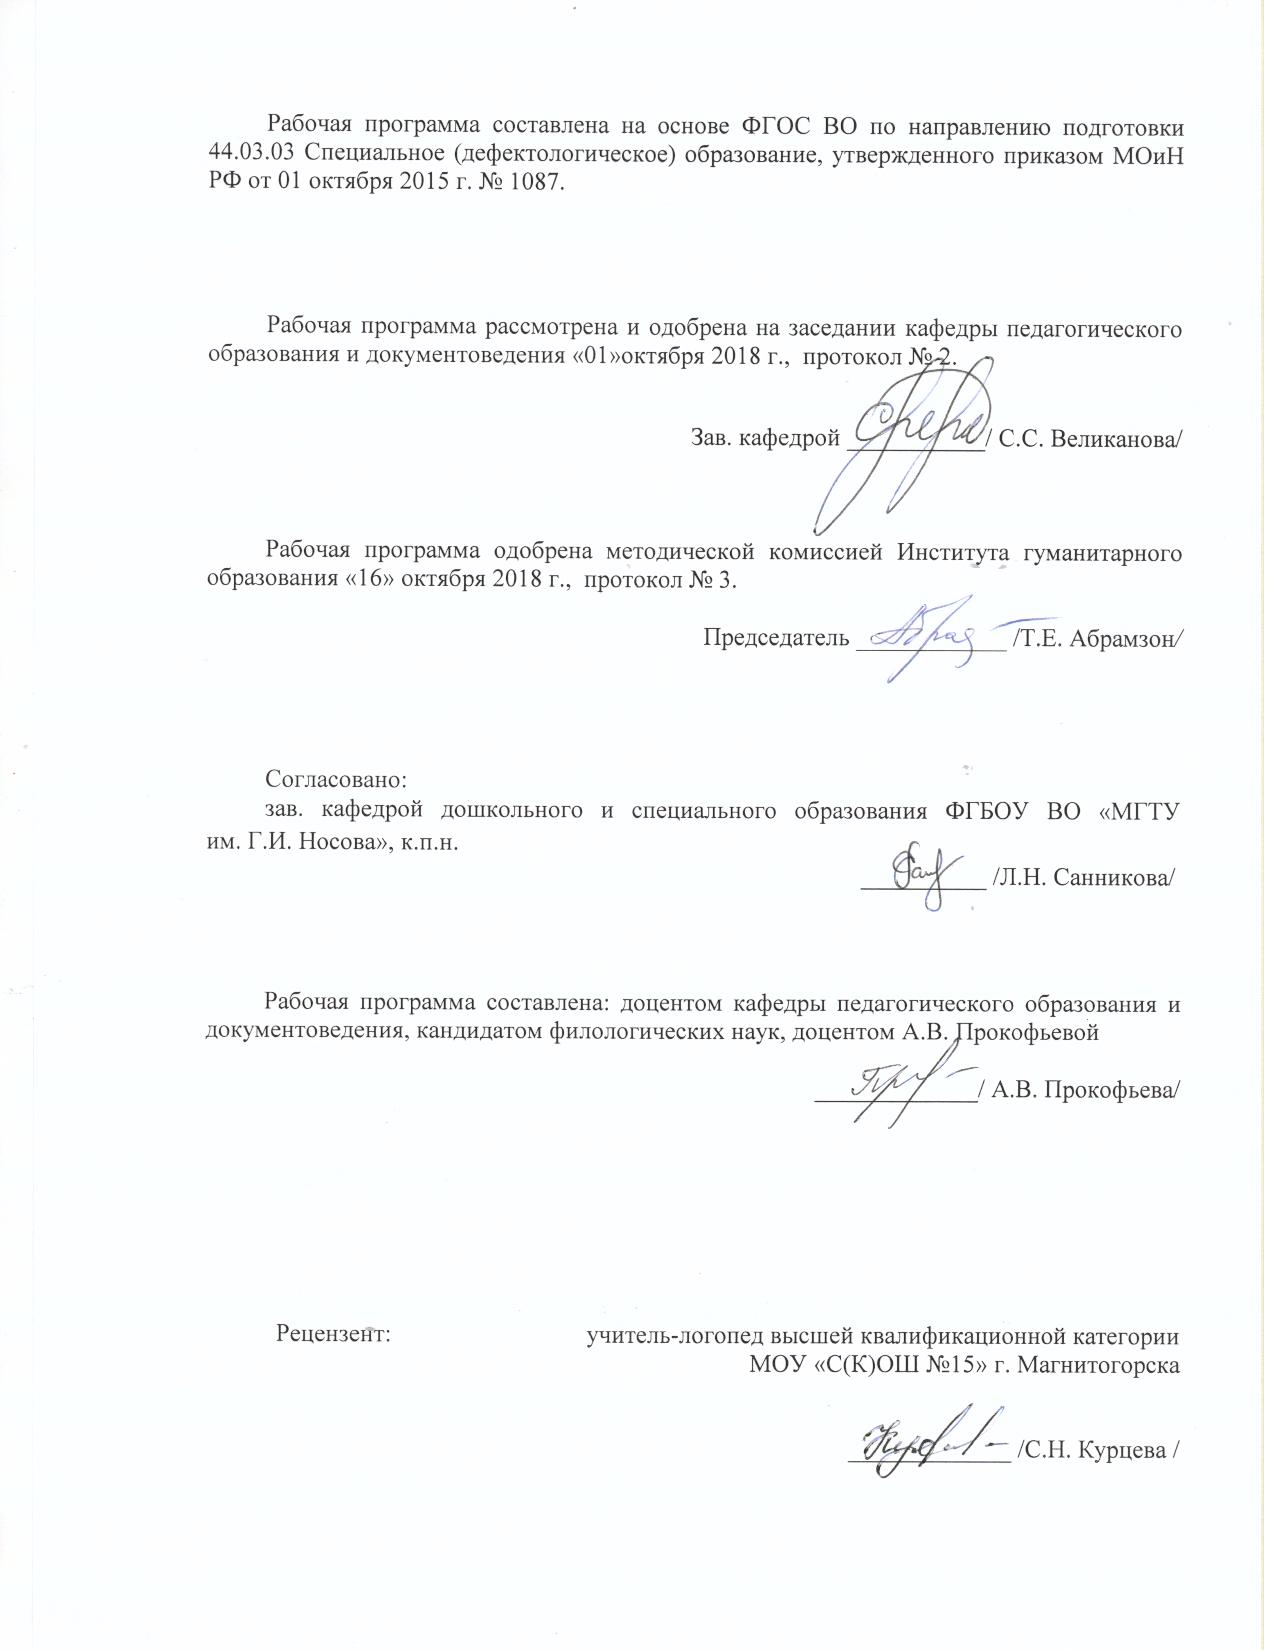 Рабочая программа составлена на основе ФГОС ВО по направлению подготовки
44.03.03 Специальное (дефектологическое) образование, утвержденного приказом МОиН
РФ от 01 октября 2015 г. № 1087.
Рабочая программа рассмотрена и одобрена на заседании кафедры педагогического
образования и документоведения «01»октября 2018 г., протокол № 2.
Зав. кафедрой ___________/ С.С. Великанова/
Рабочая программа одобрена методической комиссией Института гуманитарного
образования «16» октября 2018 г., протокол № 3.
Председатель ____________ /Т.Е. Абрамзон/
Согласовано:
зав. кафедрой дошкольного и специального образования ФГБОУ ВО «МГТУ
им. Г.И. Носова», к.п.н.
__________ /Л.Н. Санникова/
Рабочая программа составлена: доцентом кафедры педагогического образования и
документоведения, кандидатом филологических наук, доцентом А.В. Прокофьевой
_____________/ А.В. Прокофьева/
Рецензент: учитель-логопед высшей квалификационной категории
МОУ «С(К)ОШ №15» г. Магнитогорска
_____________ /С.Н. Курцева /